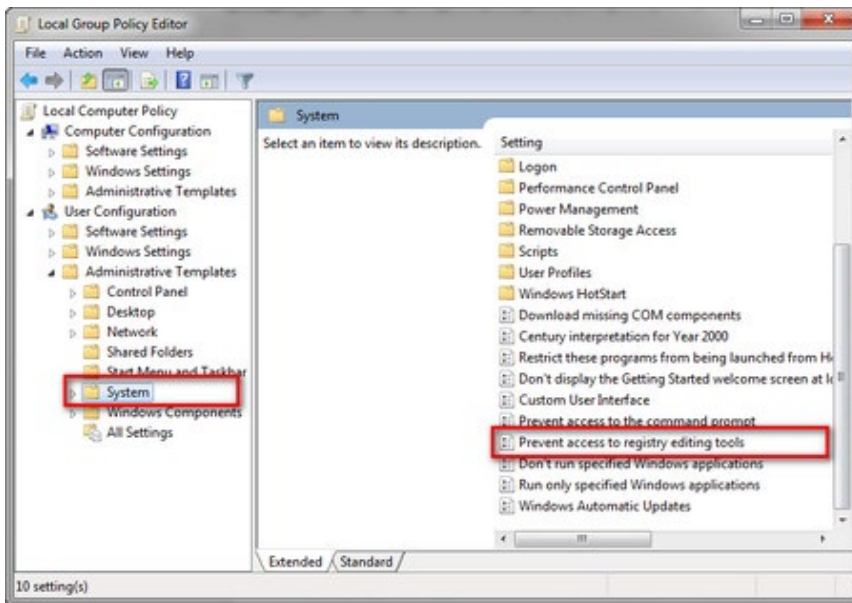 Local Group Policy Editor
File Action View Help
Local Computer Policy
Computer Configuration
Software Settings
Windows Settings
Administrative Templates
User Configuration
Software Settings
Windows Settings
Administrative Templates
Control Panel
Desktop
Network
Shared Folders
Start Menu and Taskbar
System
Windows Components
All Settings
System
Select an item to view its description.
Setting
Logon
Performance Control Panel
Power Management
Removable Storage Access
Scripts
User Profiles
Windows HotStart
Download missing COM components
Century interpretation for Year 2000
Restrict these programs from being launched from
Don't display the Getting Started welcome screen at
Custom User Interface
Prevent access to the command prompt
Prevent access to registry editing tools
Don't run specified Windows applications
Run only specified Windows applications
Windows Automatic Updates
Extended Standard
10 setting(s)